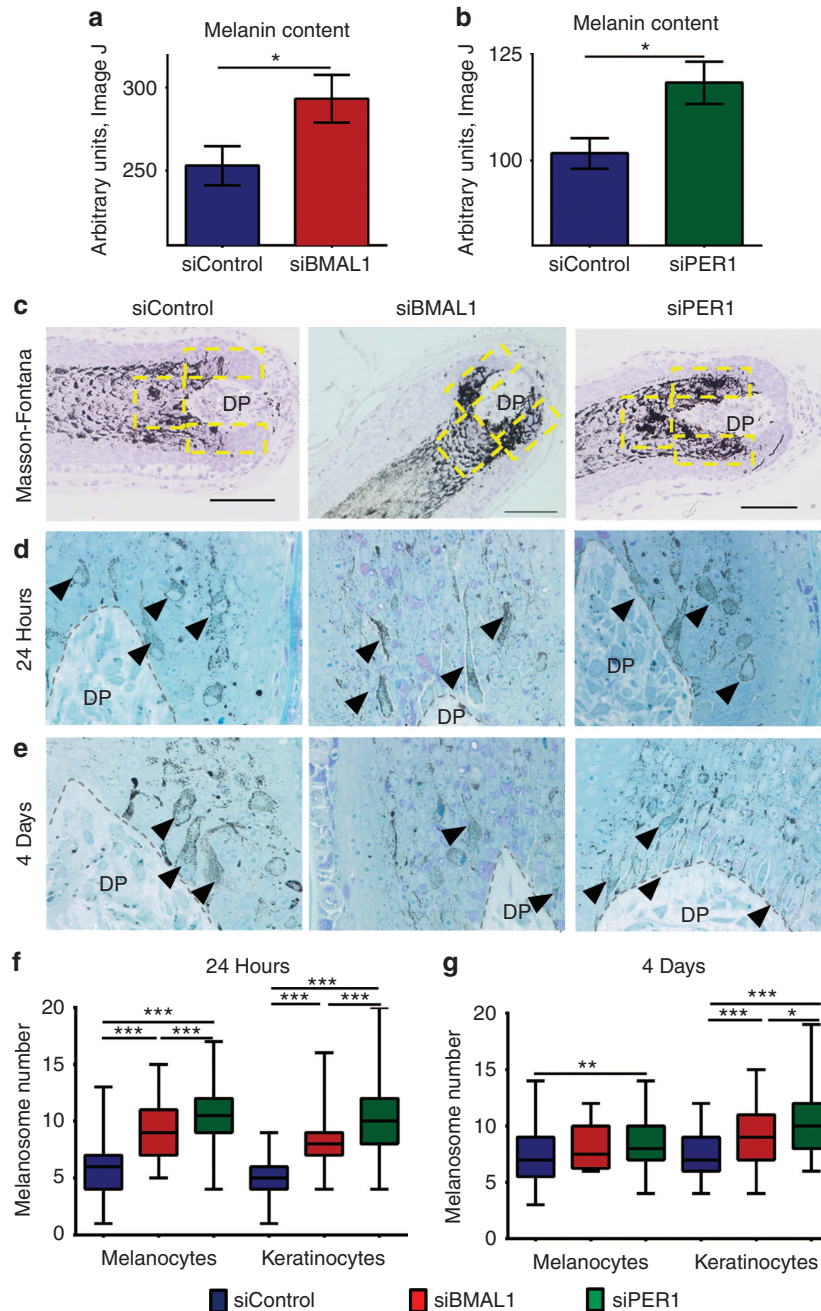 a
Melanin content
*
Arbitrary units, Image J
300
250
siControl
siBMAL1
b
Melanin content
*
Arbitrary units, Image J
125
100
siControl
siPER1
c
siControl
siBMAL1
siPER1
Masson-Fontana
DP
DP
DP
d
24 Hours
DP
DP
DP
e
4 Days
DP
DP
DP
f
24 Hours
Melanosome number
20
15
10
5
0
***
***
***
***
***
***
Melanocytes
Keratinocytes
g
4 Days
Melanosome number
20
15
10
5
0
**
***
***
*
Melanocytes
Keratinocytes
siControl
siBMAL1
siPER1